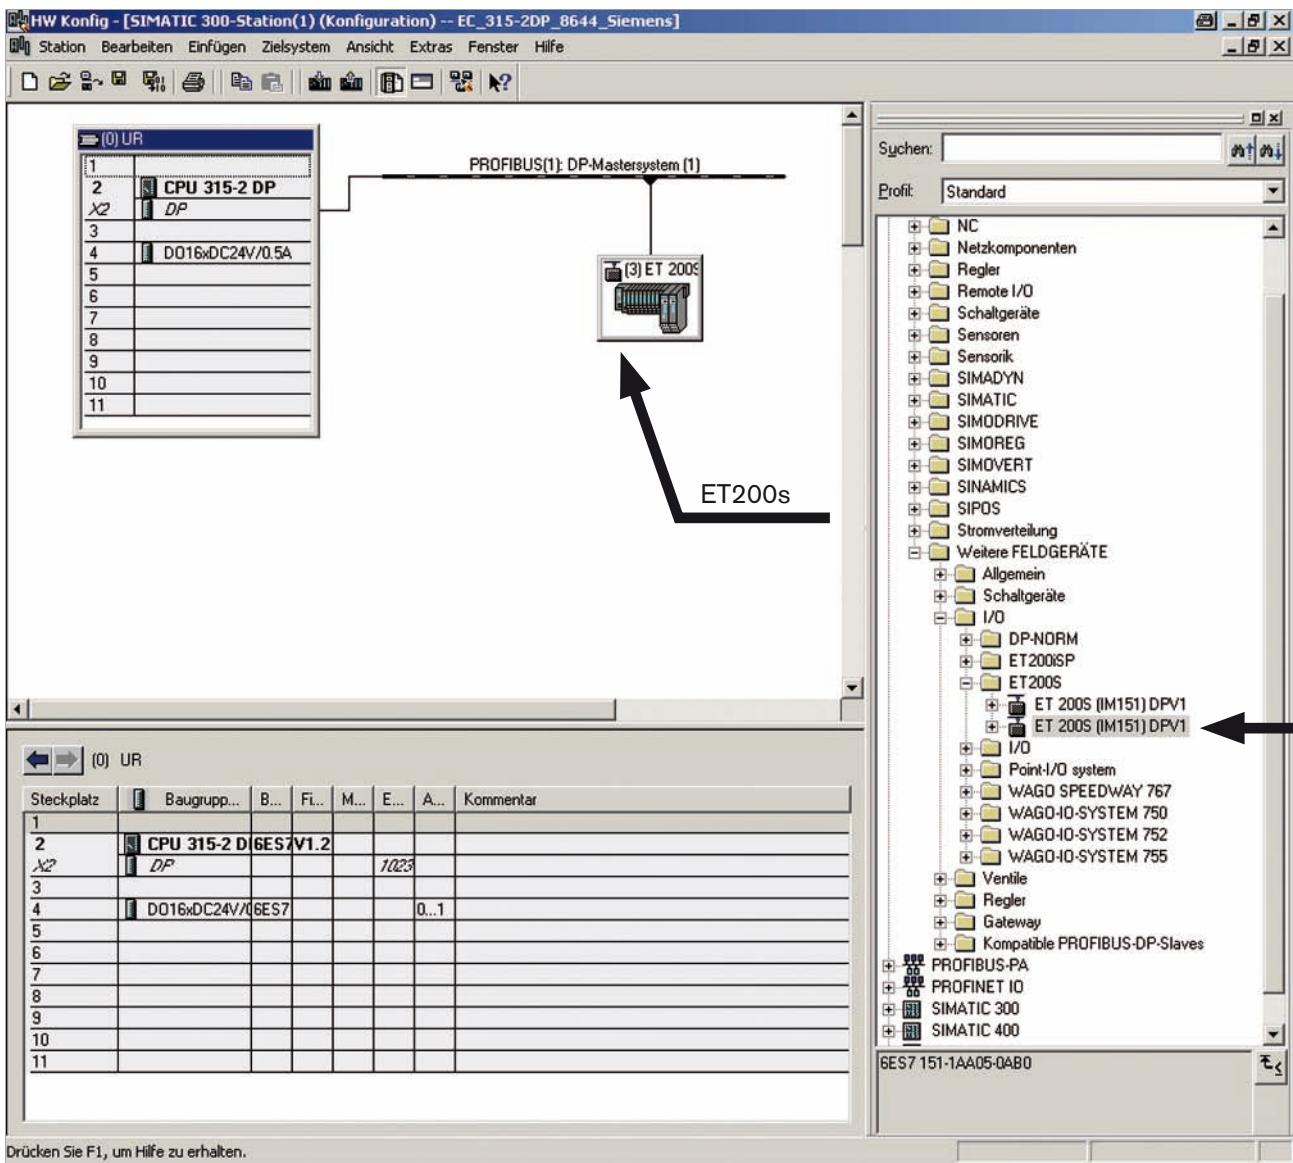 HW Konfig - [SIMATIC 300-Station(1) (Konfiguration) -- EC_315-2DP_8644_Siemens]
Station Bearbeiten Einfügen Zielsystem Ansicht Extras Fenster Hilfe
(0) UR
1
2 CPU 315-2 DP
X2 DP
3
4 DO16xDC24V/0.5A
5
6
7
8
9
10
11
PROFIBUS(1): DP-Mastersystem (1)
(3) ET 200S
ET200s
Suchen:
Profil: Standard
NC
Netzkomponenten
Regler
Remote I/O
Schaltgeräte
Sensoren
Sensorik
SIMADYN
SIMATIC
SIMODRIVE
SIMOREG
SIMOVERT
SINAMICS
SIPOS
Stromverteilung
Weitere FELDGERÄTE
Allgemein
Schaltgeräte
I/O
DP-NORM
ET200iSP
ET200S
ET 200S (IM151) DPV1
ET 200S (IM151) DPV1
I/O
Point-I/O system
WAGO SPEEDWAY 767
WAGO-IO-SYSTEM 750
WAGO-IO-SYSTEM 752
WAGO-IO-SYSTEM 755
Ventile
Regler
Gateway
Kompatible PROFIBUS-DP-Slaves
PROFIBUS-PA
PROFINET IO
SIMATIC 300
SIMATIC 400
6ES7 151-1AA05-0AB0
(0) UR
Steckplatz Baugrupp... B... Fi... M... E... A... Kommentar
1
2 CPU 315-2 D 6ES7 V1.2
X2 DP 1023
3
4 DO16xDC24V/0 6ES7 0...1
5
6
7
8
9
10
11
Drücken Sie F1, um Hilfe zu erhalten.